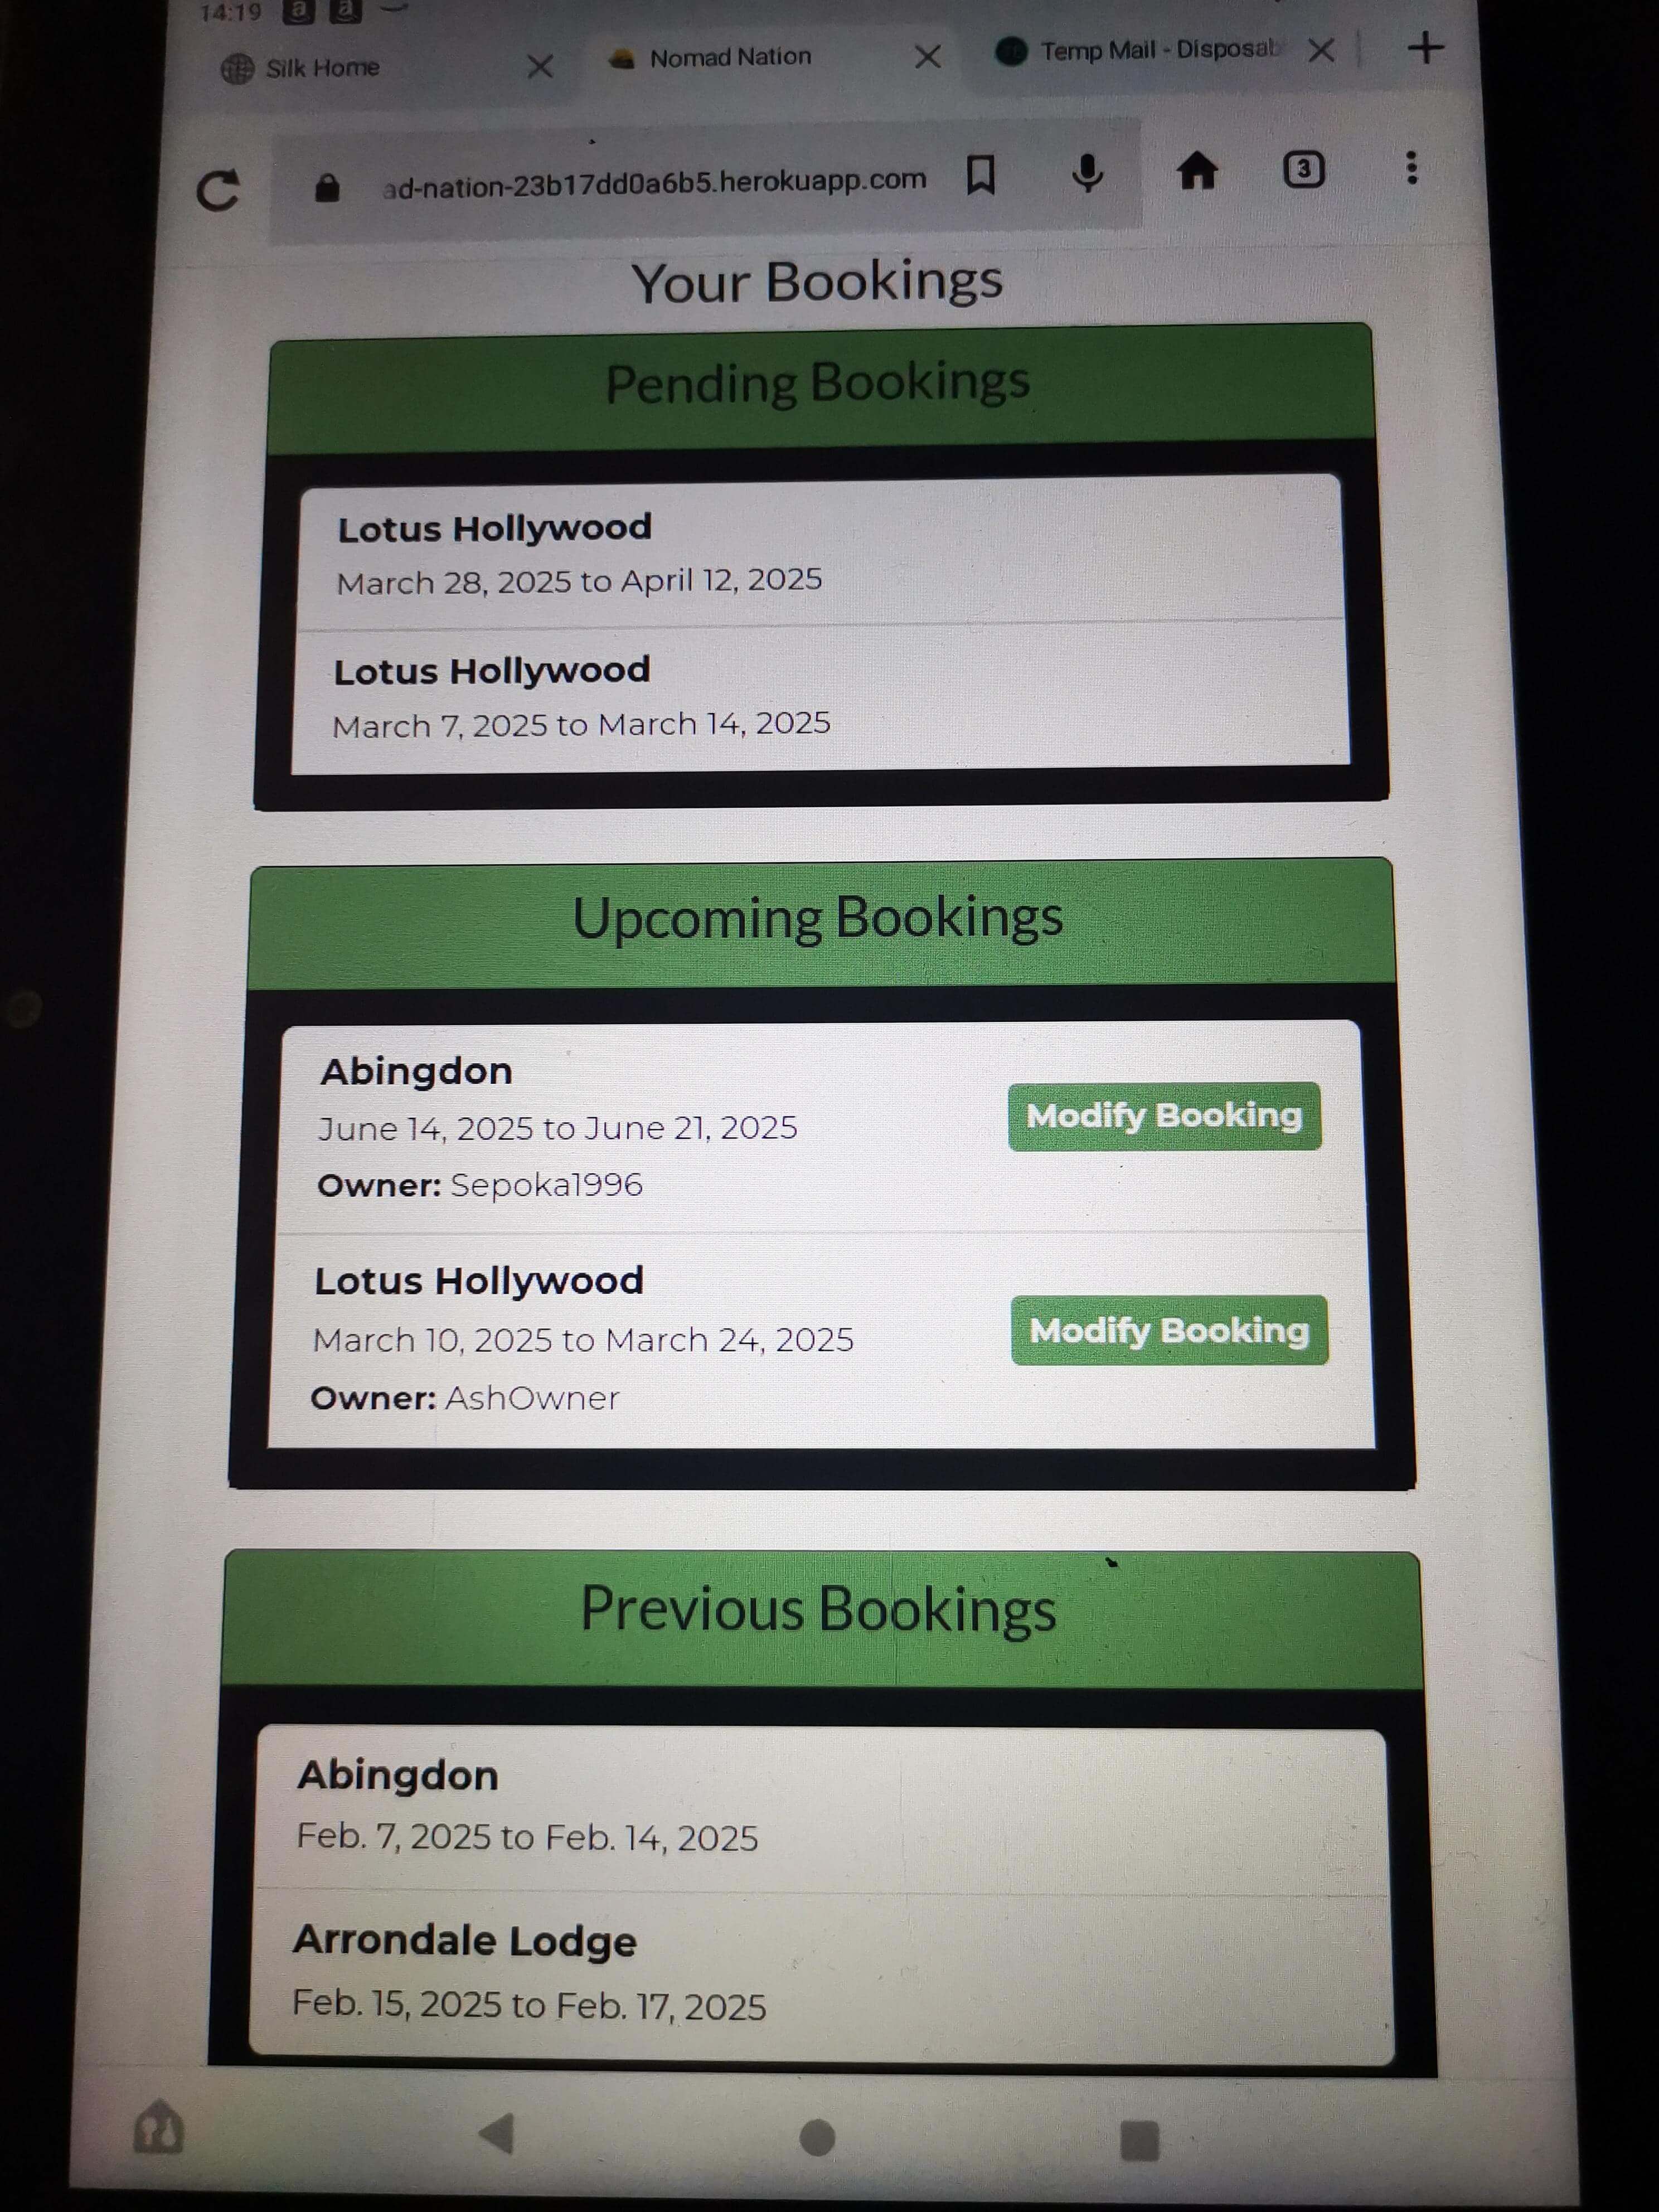 14:19
Silk Home
Nomad Nation
Temp Mail - Disposab
ad-nation-23b17dd0a6b5.herokuapp.com
3
Your Bookings
Pending Bookings
Lotus Hollywood
March 28, 2025 to April 12, 2025
Lotus Hollywood
March 7, 2025 to March 14, 2025
Upcoming Bookings
Abingdon
June 14, 2025 to June 21, 2025
Modify Booking
Owner: Sepoka1996
Lotus Hollywood
March 10, 2025 to March 24, 2025
Modify Booking
Owner: AshOwner
Previous Bookings
Abingdon
Feb. 7, 2025 to Feb. 14, 2025
Arrondale Lodge
Feb. 15, 2025 to Feb. 17, 2025